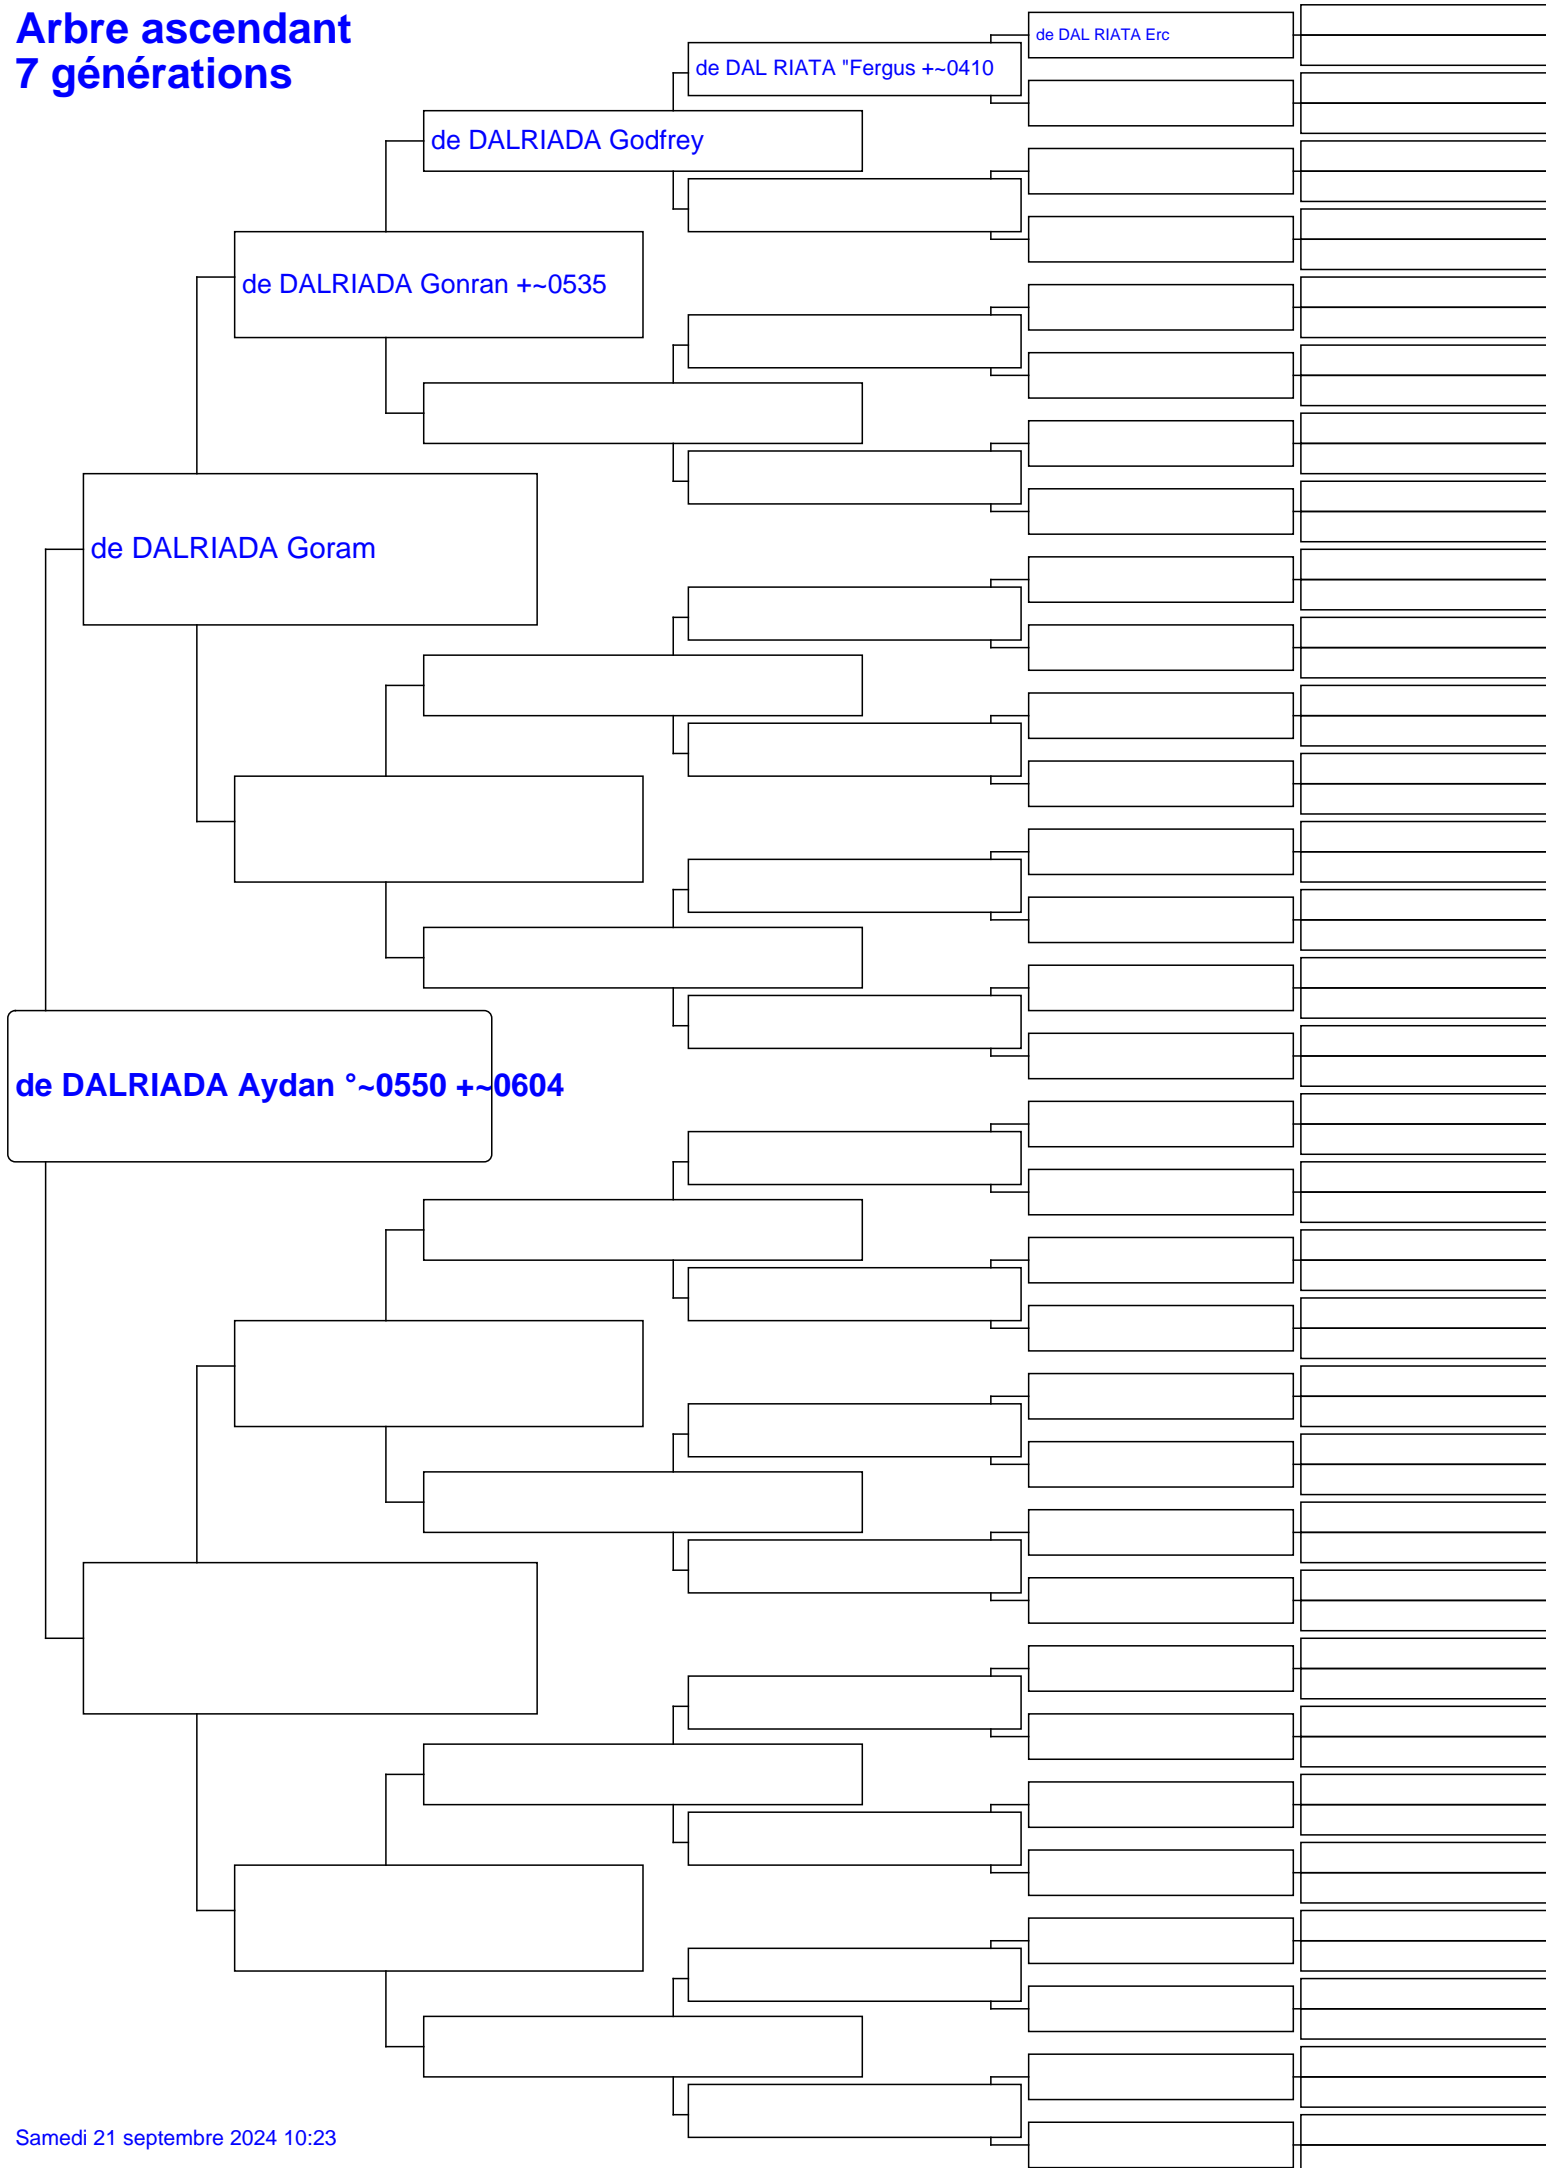 Arbre ascendant
7 générations
de DAL RIATA Erc
de DAL RIATA "Fergus +~0410
de DALRIADA Godfrey
de DALRIADA Gonran +~0535
de DALRIADA Goram
de DALRIADA Aydan °~0550 +~0604
Samedi 21 septembre 2024 10:23